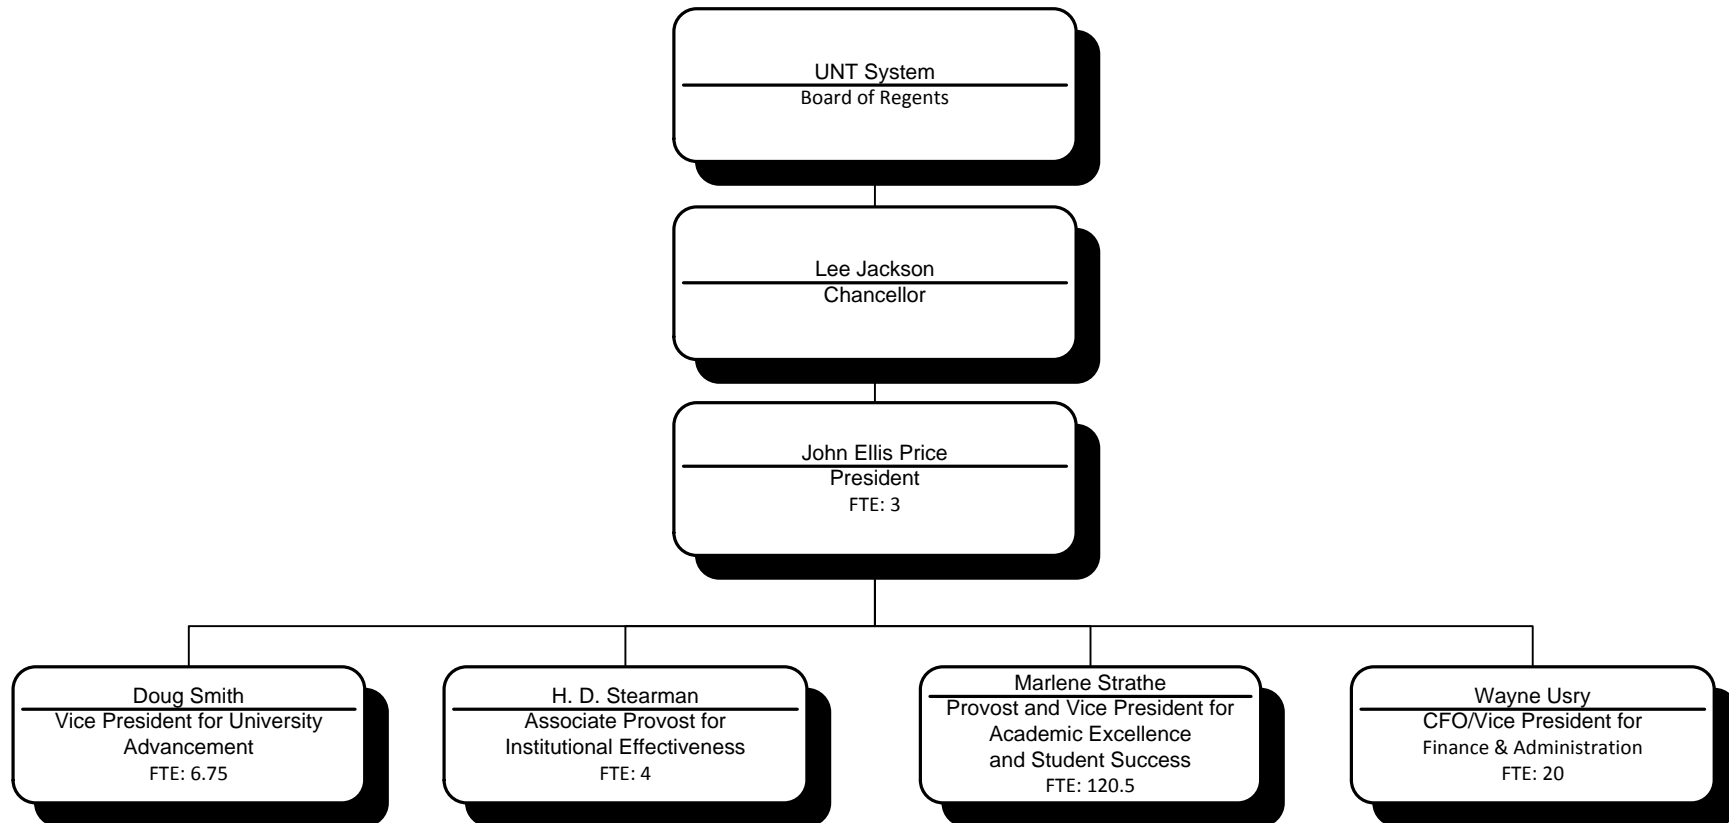 UNT System
Board of Regents
Lee Jackson
Chancellor
John Ellis Price
President
FTE: 3
Doug Smith
Vice President for University
Advancement
FTE: 6.75
H. D. Stearman
Associate Provost for
Institutional Effectiveness
FTE: 4
Marlene Strathe
Provost and Vice President for
Academic Excellence
and Student Success
FTE: 120.5
Wayne Usry
CFO/Vice President for
Finance & Administration
FTE: 20